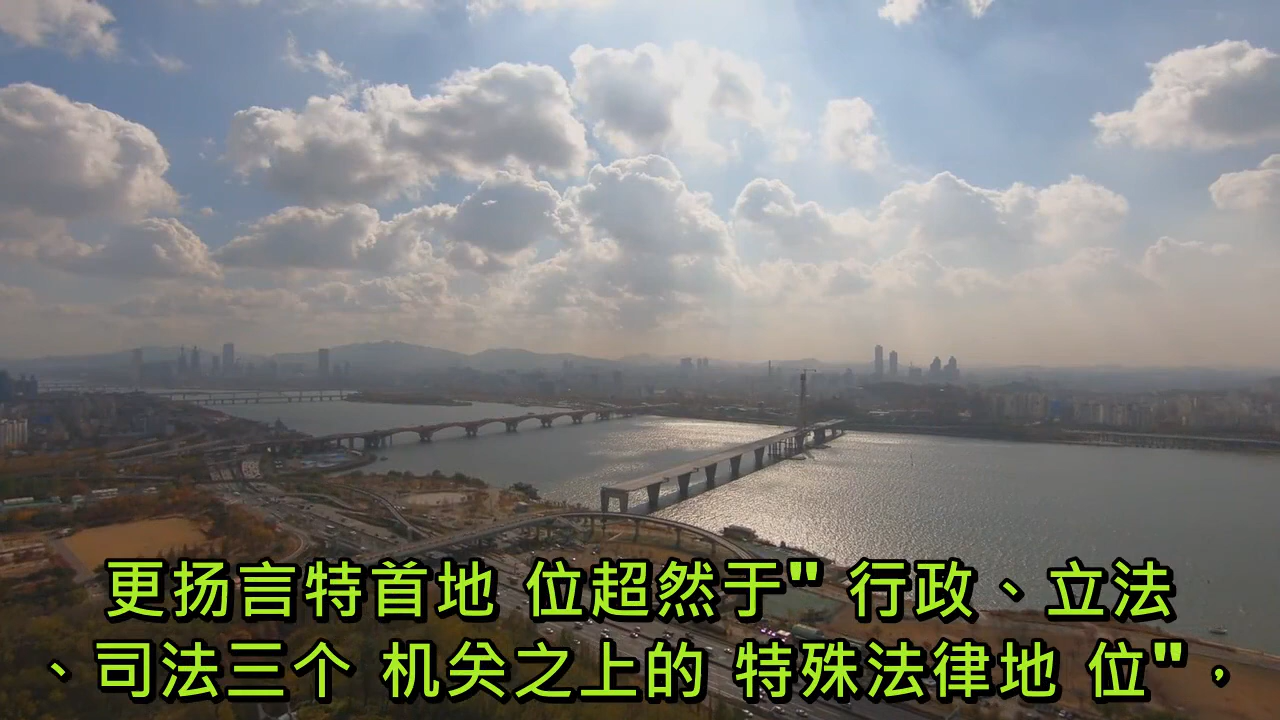 更扬言特首地 位超然于" 行政、立法
、司法三个 机关之上的 特殊法律地 位"，